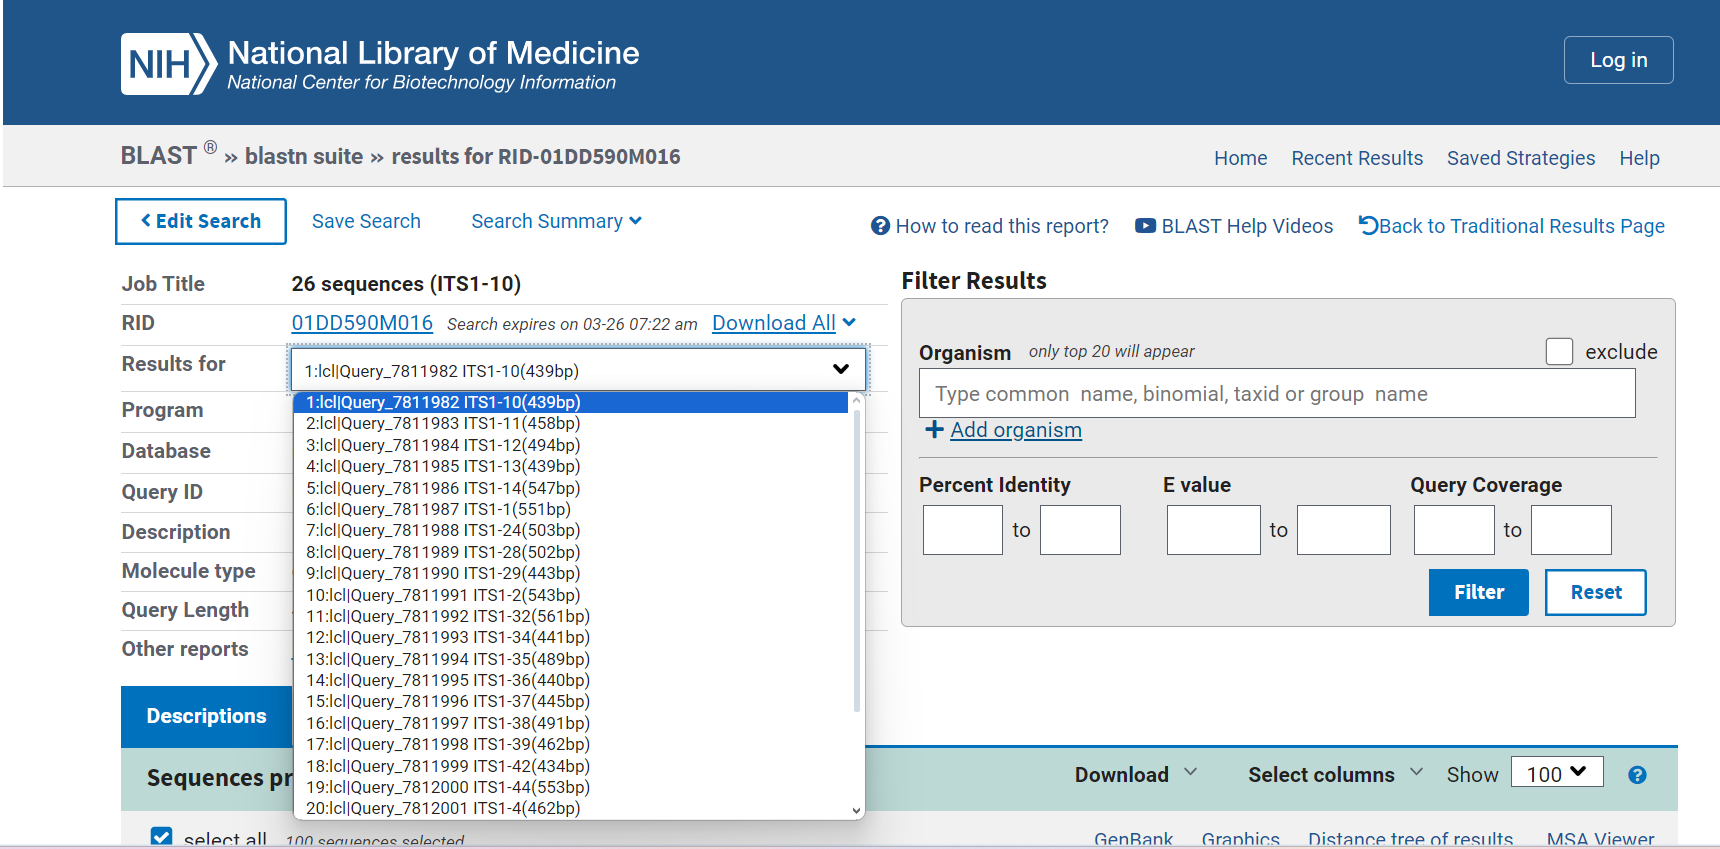 NIH National Library of Medicine
National Center for Biotechnology Information
Log in
BLAST ® » blastn suite » results for RID-01DD590M016
Home Recent Results Saved Strategies Help
Edit Search Save Search Search Summary
How to read this report? BLAST Help Videos Back to Traditional Results Page
Job Title 26 sequences (ITS1-10)
RID 01DD590M016 Search expires on 03-26 07:22 am Download All
Results for 1:lcl|Query_7811982 ITS1-10(439bp)
1:lcl|Query_7811982 ITS1-10(439bp)
2:lcl|Query_7811983 ITS1-11(458bp)
3:lcl|Query_7811984 ITS1-12(494bp)
4:lcl|Query_7811985 ITS1-13(439bp)
5:lcl|Query_7811986 ITS1-14(547bp)
6:lcl|Query_7811987 ITS1-1(551bp)
7:lcl|Query_7811988 ITS1-24(503bp)
8:lcl|Query_7811989 ITS1-28(502bp)
9:lcl|Query_7811990 ITS1-29(443bp)
10:lcl|Query_7811991 ITS1-2(543bp)
11:lcl|Query_7811992 ITS1-32(561bp)
12:lcl|Query_7811993 ITS1-34(441bp)
13:lcl|Query_7811994 ITS1-35(489bp)
14:lcl|Query_7811995 ITS1-36(440bp)
15:lcl|Query_7811996 ITS1-37(445bp)
16:lcl|Query_7811997 ITS1-38(491bp)
17:lcl|Query_7811998 ITS1-39(462bp)
18:lcl|Query_7811999 ITS1-42(434bp)
19:lcl|Query_7812000 ITS1-44(553bp)
20:lcl|Query_7812001 ITS1-4(462bp)
Program
Database
Query ID
Description
Molecule type
Query Length
Other reports
Filter Results
Organism only top 20 will appear exclude
Type common name, binomial, taxid or group name
Add organism
Percent Identity E value Query Coverage
to to to
Filter Reset
Descriptions
Sequences pr Download Select columns Show 100
select all 100 sequences selected GenBank Graphics Distance tree of results MSA Viewer